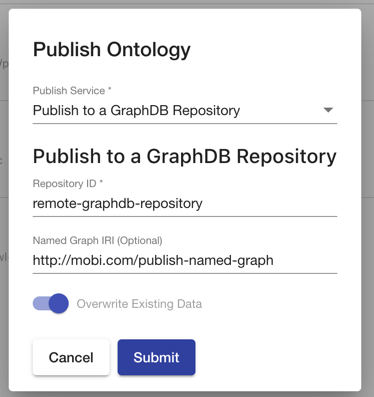 Publish Ontology
Publish Service *
Publish to a GraphDB Repository
Publish to a GraphDB Repository
Repository ID *
remote-graphdb-repository
Named Graph IRI (Optional)
http://mobi.com/publish-named-graph
Overwrite Existing Data
Cancel Submit